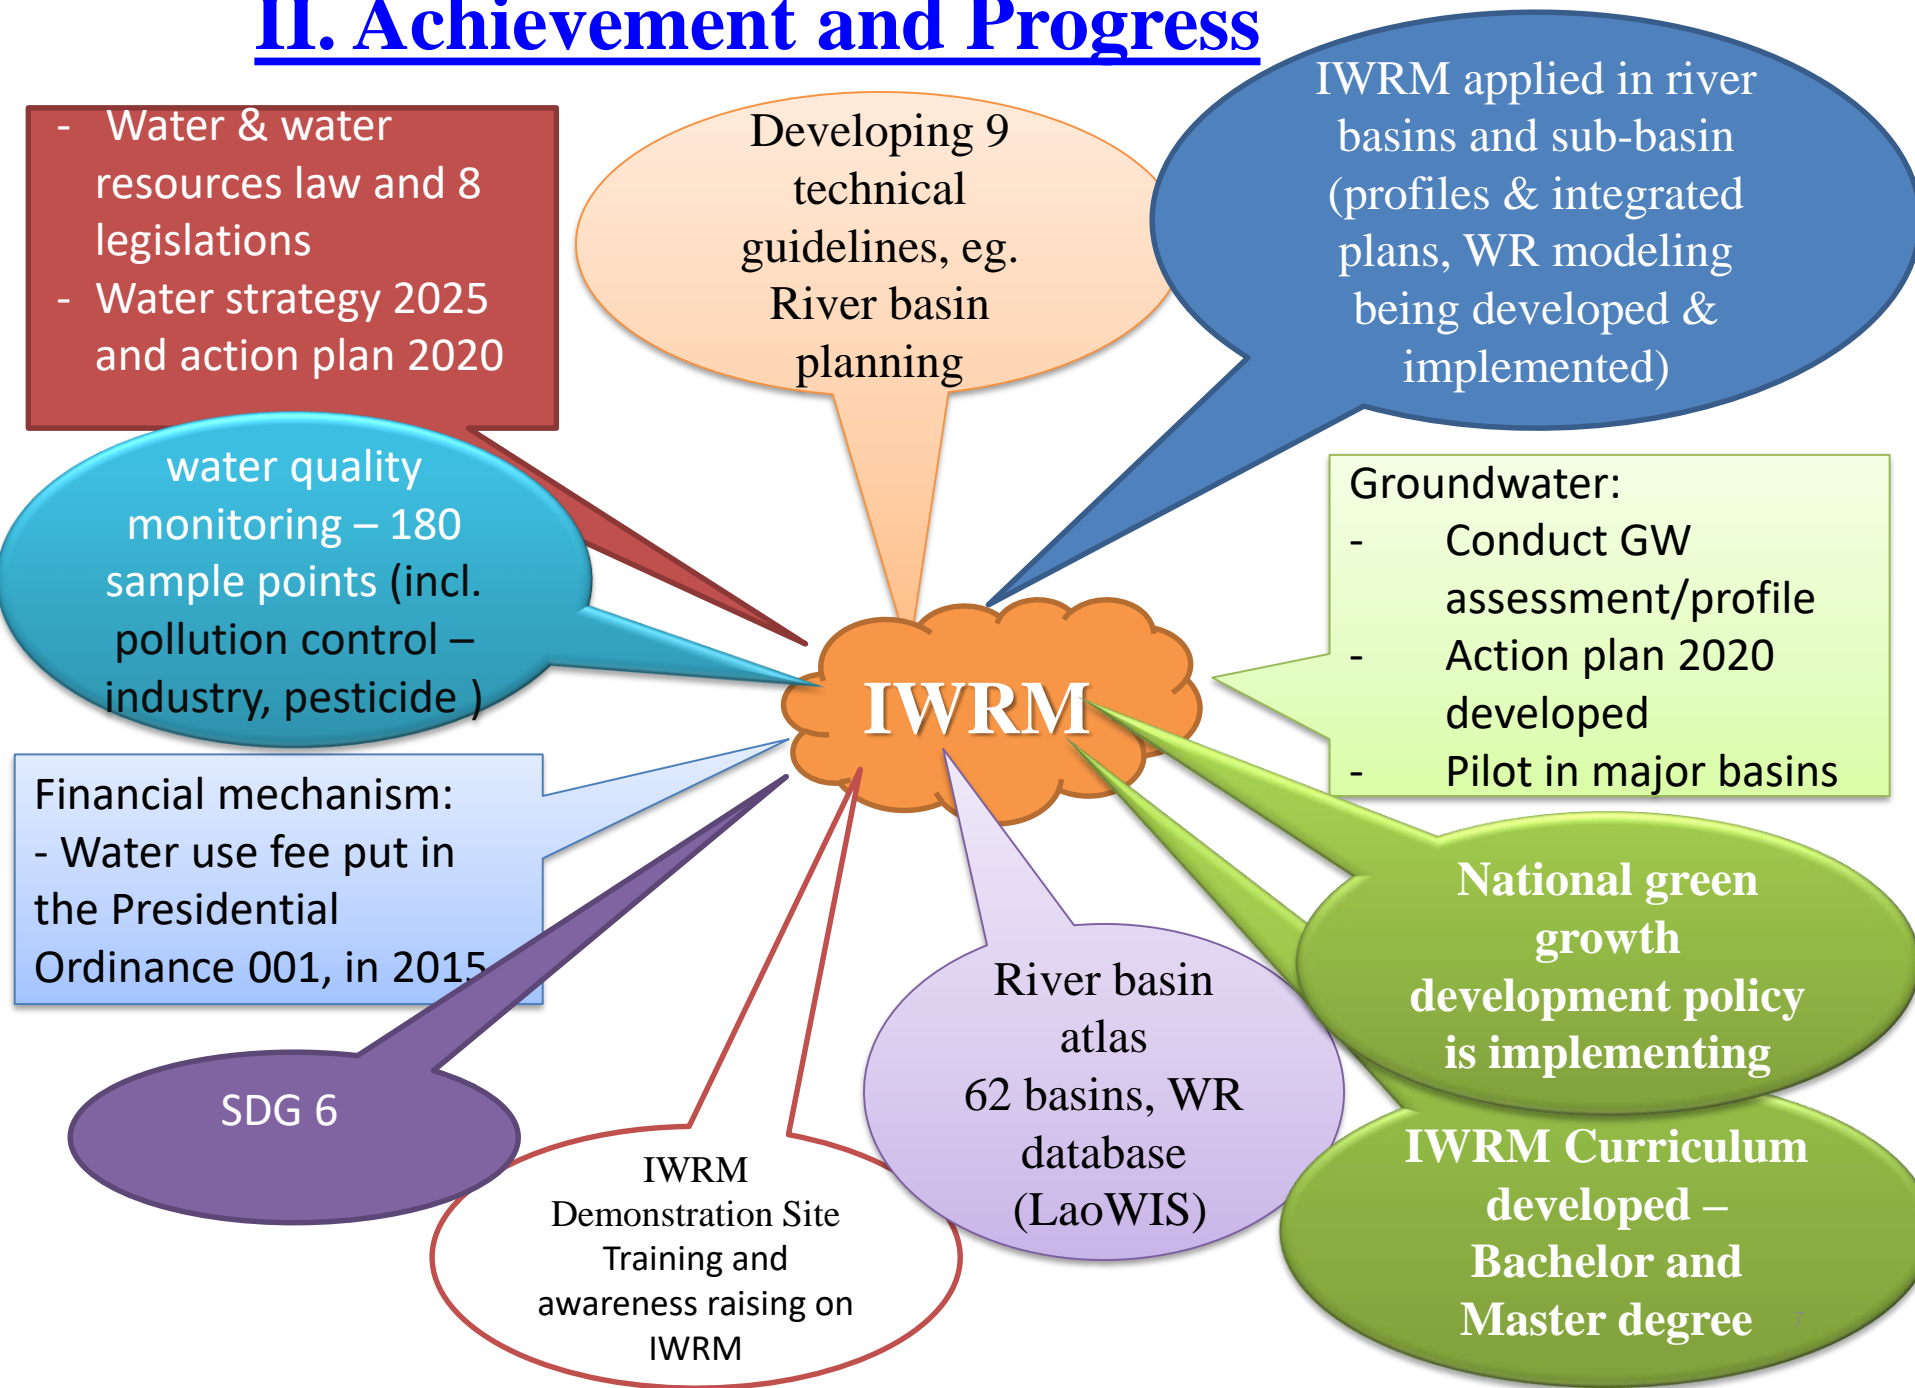 II. Achievement and Progress
- Water & water
resources law and 8
legislations
- Water strategy 2025
and action plan 2020
Developing 9
technical
guidelines, eg.
River basin
planning
IWRM applied in river
basins and sub-basin
(profiles & integrated
plans, WR modeling
being developed &
implemented)
water quality
monitoring – 180
sample points (incl.
pollution control –
industry, pesticide )
Groundwater:
- Conduct GW
assessment/profile
- Action plan 2020
developed
- Pilot in major basins
IWRM
Financial mechanism:
- Water use fee put in
the Presidential
Ordinance 001, in 2015
National green
growth
development policy
is implementing
SDG 6
River basin
atlas
62 basins, WR
database
(LaoWIS)
IWRM
Demonstration Site
Training and
awareness raising on
IWRM
IWRM Curriculum
developed –
Bachelor and
Master degree
7